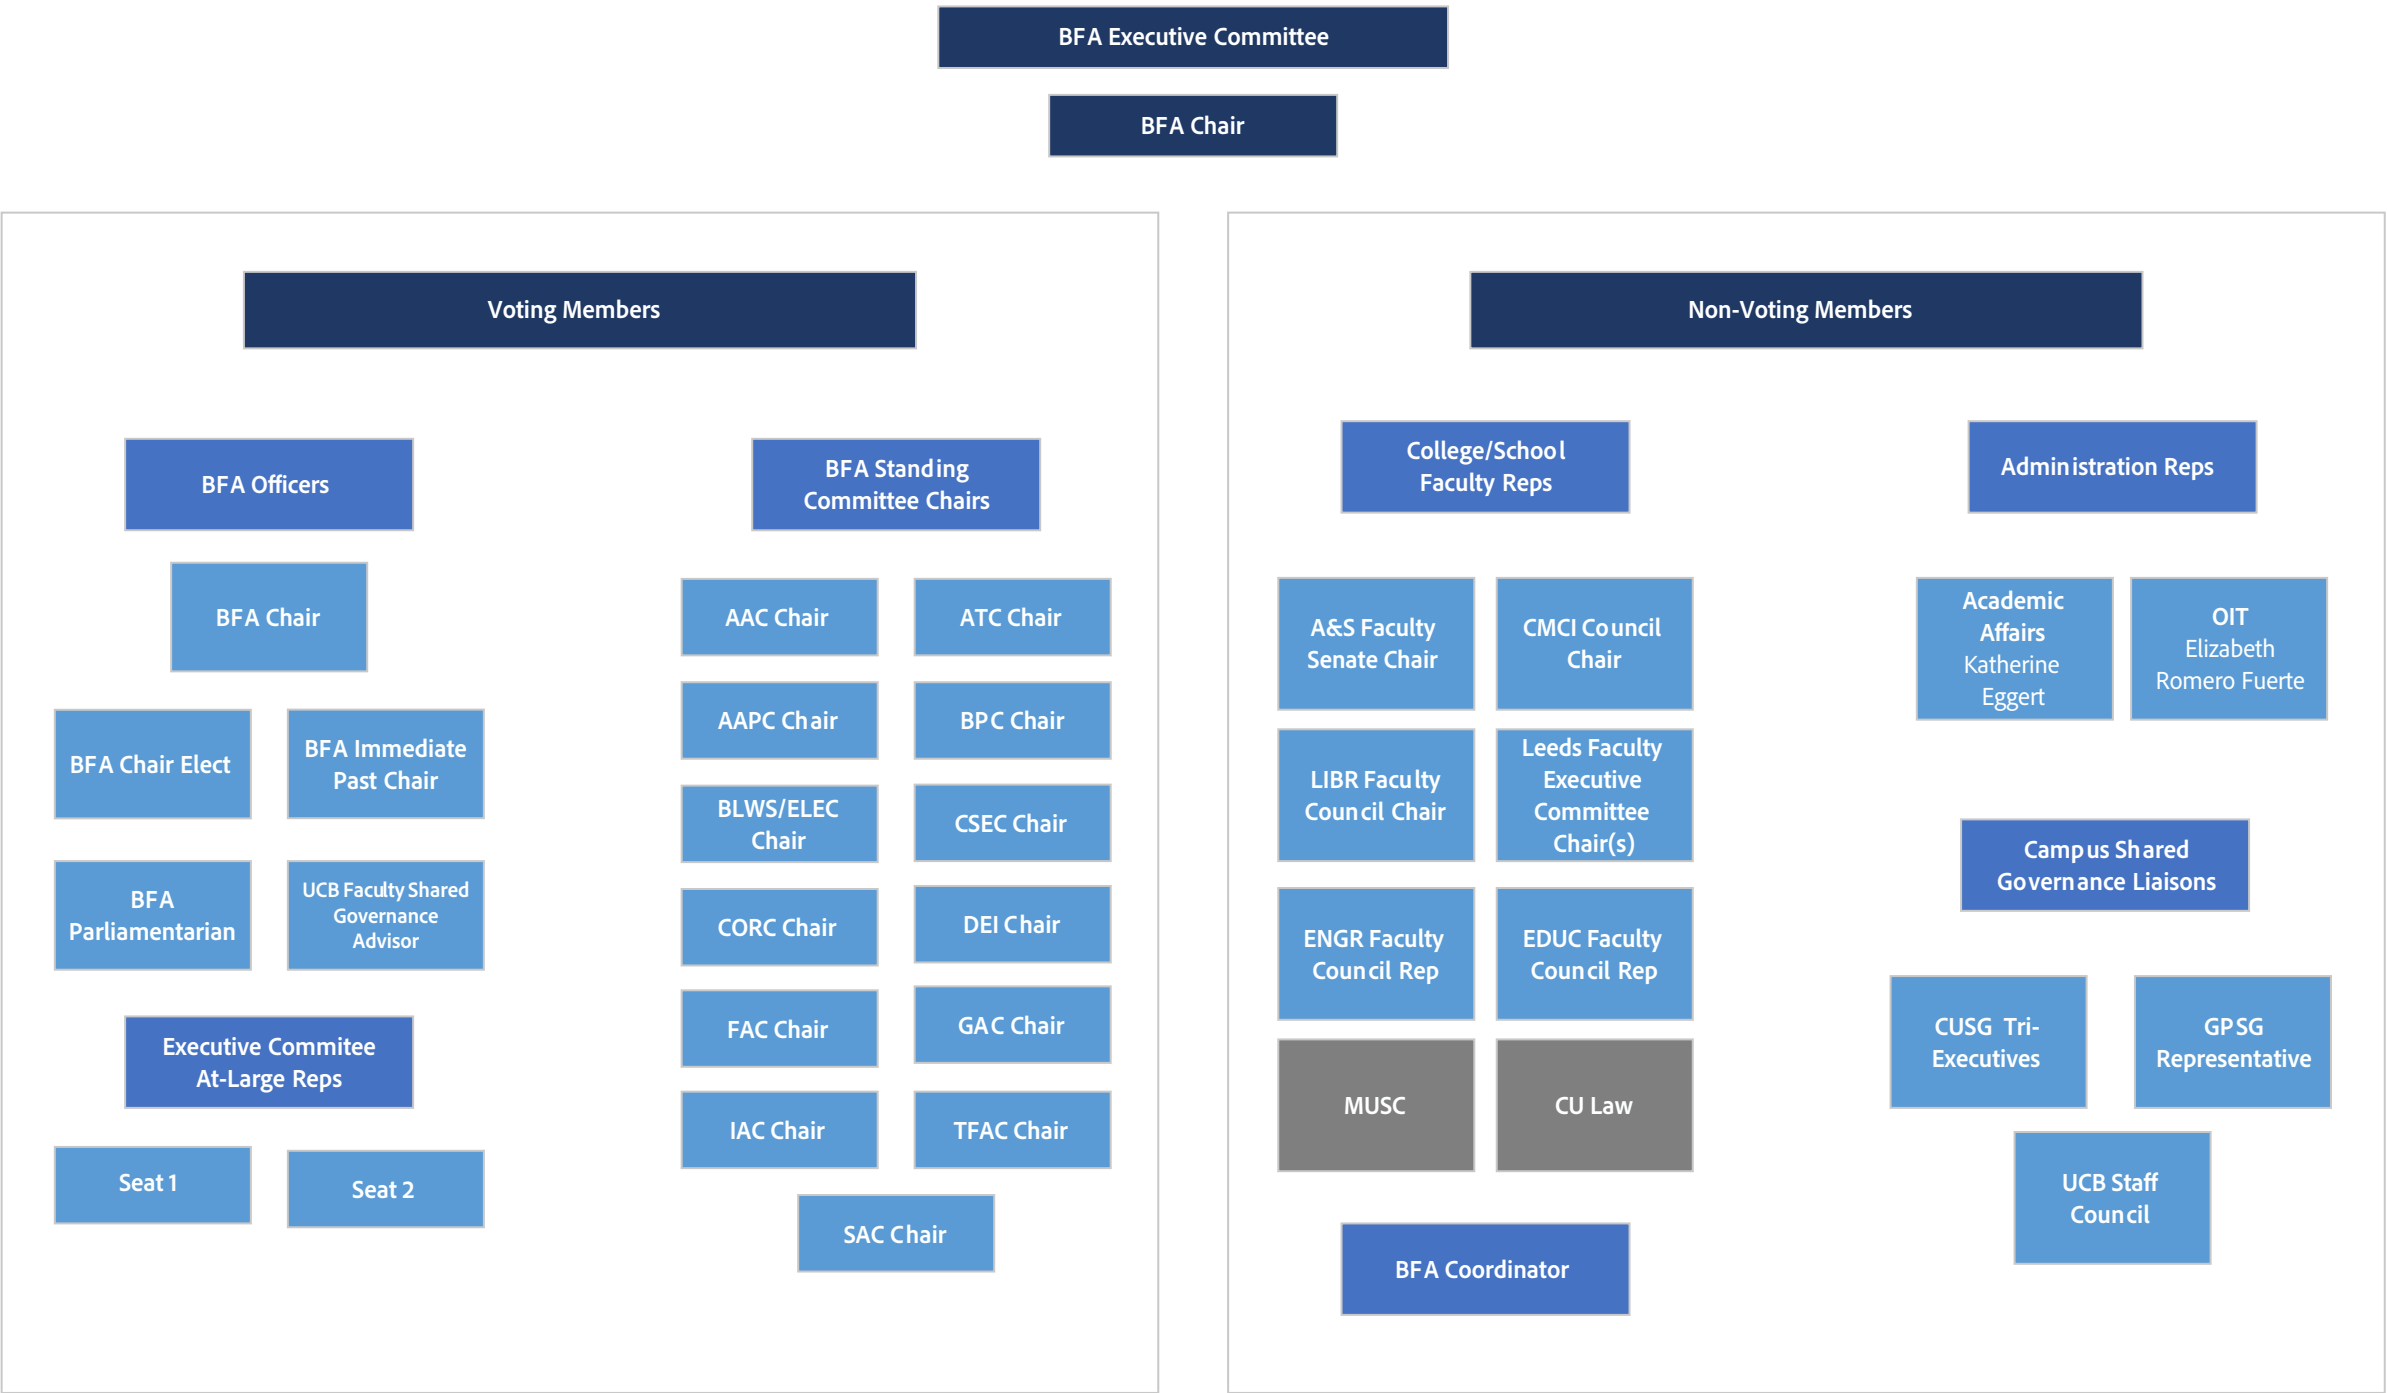 BFA Executive Committee
BFA Chair
Voting Members
BFA Officers
BFA Chair
BFA Chair Elect
BFA Immediate
Past Chair
BFA
Parliamentarian
UCB Faculty Shared
Governance
Advisor
Executive Commitee
At-Large Reps
Seat 1
Seat 2
BFA Standing
Committee Chairs
AAC Chair
ATC Chair
AAPC Chair
BPC Chair
BLWS/ELEC
Chair
CSEC Chair
CORC Chair
DEI Chair
FAC Chair
GAC Chair
IAC Chair
TFAC Chair
SAC Chair
Non-Voting Members
College/School
Faculty Reps
A&S Faculty
Senate Chair
CMCI Council
Chair
LIBR Faculty
Council Chair
Leeds Faculty
Executive
Committee
Chair(s)
ENGR Faculty
Council Rep
EDUC Faculty
Council Rep
MUSC
CU Law
BFA Coordinator
Administration Reps
Academic
Affairs
Katherine
Eggert
OIT
Elizabeth
Romero Fuerte
Campus Shared
Governance Liaisons
CUSG Tri-
Executives
GPSG
Representative
UCB Staff
Council